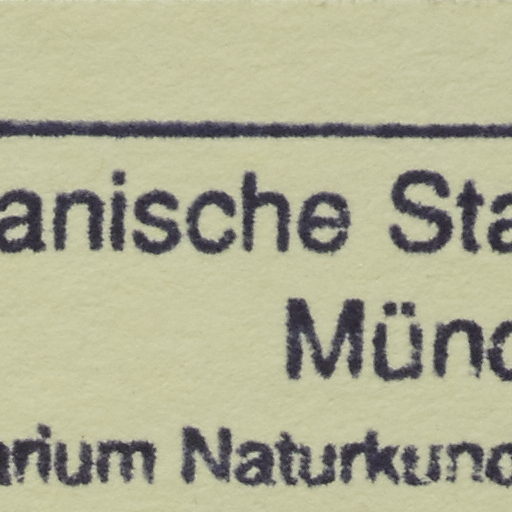 anische Sta
Münc
arium Naturkund